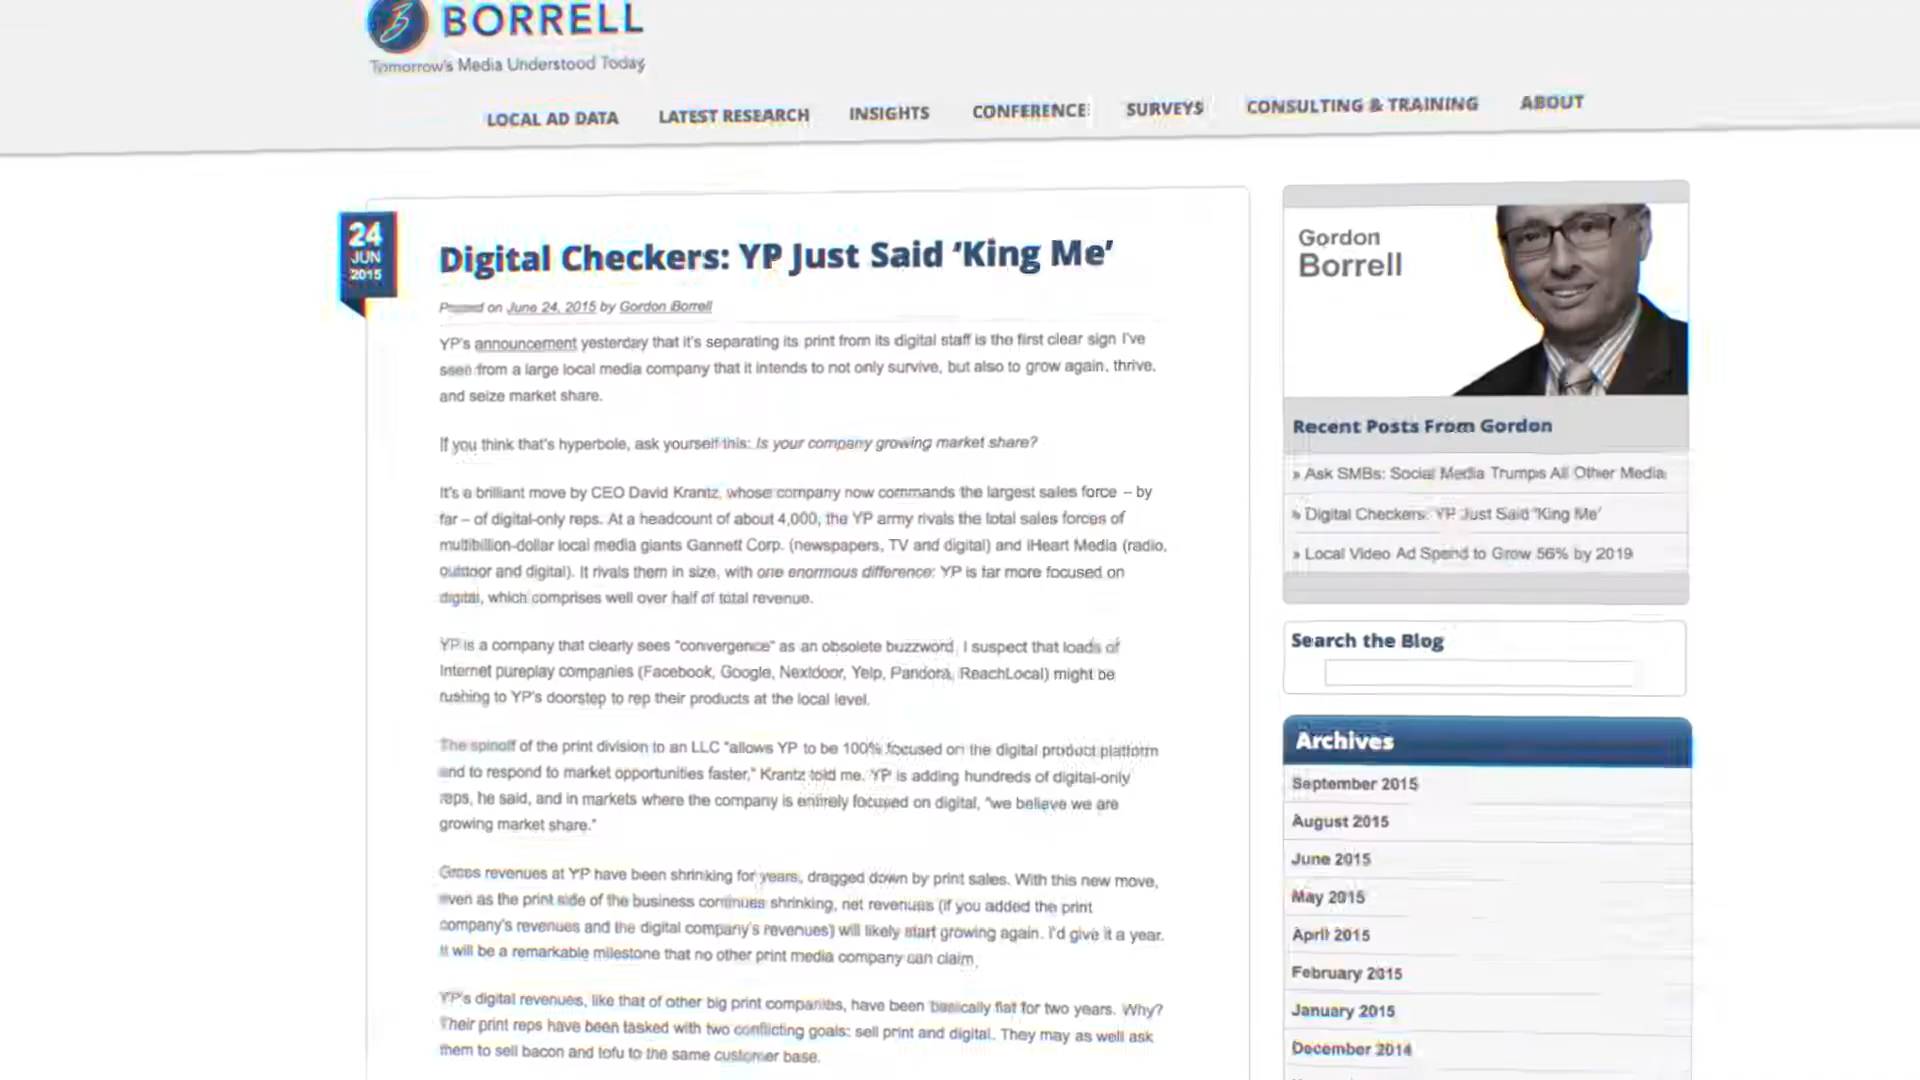 BORRELL
Tomorrow's Media Understood Today
LOCAL AD DATA LATEST RESEARCH INSIGHTS CONFERENCE SURVEYS CONSULTING & TRAINING ABOUT
24
JUN
2015
Digital Checkers: YP Just Said ‘King Me’
Posted on June 24, 2015 by Gordon Borrell
YP's announcement yesterday that it's separating its print from its digital staff is the first clear sign I've
seen from a large local media company that it intends to not only survive, but also to grow again, thrive,
and seize market share.
If you think that's hyperbole, ask yourself this: Is your company growing market share?
It's a brilliant move by CEO David Krantz, whose company now commands the largest sales force – by
far – of digital-only reps. At a headcount of about 4,000, the YP army rivals the total sales forces of
multibillion-dollar local media giants Gannett Corp. (newspapers, TV and digital) and iHeart Media (radio,
outdoor and digital). It rivals them in size, with one enormous difference: YP is far more focused on
digital, which comprises well over half of total revenue.
YP is a company that clearly sees "convergence" as an obsolete buzzword. I suspect that loads of
Internet pureplay companies (Facebook, Google, Nextdoor, Yelp, Pandora, ReachLocal) might be
rushing to YP's doorstep to rep their products at the local level.
The spinoff of the print division to an LLC "allows YP to be 100% focused on the digital product platform
and to respond to market opportunities faster," Krantz told me. YP is adding hundreds of digital-only
reps, he said, and in markets where the company is entirely focused on digital, "we believe we are
growing market share."
Gross revenues at YP have been shrinking for years, dragged down by print sales. With this new move,
even as the print side of the business continues shrinking, net revenues (if you added the print
company's revenues and the digital company's revenues) will likely start growing again. I'd give it a year.
It will be a remarkable milestone that no other print media company can claim.
YP's digital revenues, like that of other big print companies, have been basically flat for two years. Why?
Their print reps have been tasked with two conflicting goals: sell print and digital. They may as well ask
them to sell bacon and tofu to the same customer base.
Gordon
Borrell
Recent Posts From Gordon
» Ask SMBs: Social Media Trumps All Other Media
» Digital Checkers: YP Just Said 'King Me'
» Local Video Ad Spend to Grow 56% by 2019
Search the Blog
Archives
September 2015
August 2015
June 2015
May 2015
April 2015
February 2015
January 2015
December 2014